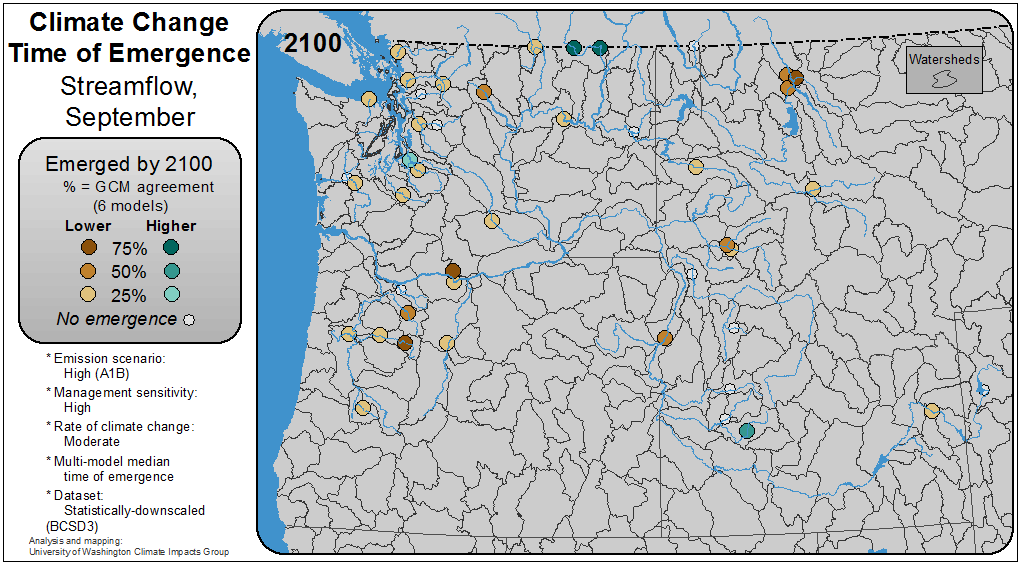 Climate Change
Time of Emergence
Streamflow,
September
Emerged by 2100
% = GCM agreement
(6 models)
Lower Higher
75%
50%
25%
No emergence
* Emission scenario:
High (A1B)
* Management sensitivity:
High
* Rate of climate change:
Moderate
* Multi-model median
time of emergence
* Dataset:
Statistically-downscaled
(BCSD3)
Analysis and mapping:
University of Washington Climate Impacts Group
2100
Watersheds